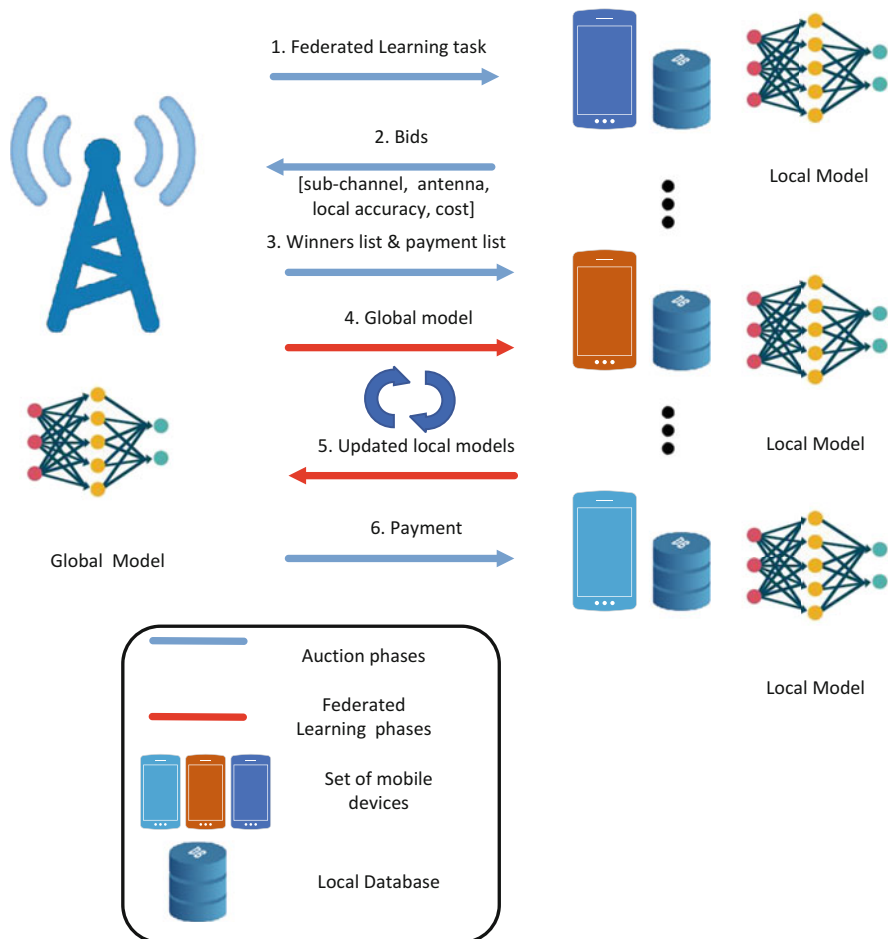 1. Federated Learning task
2. Bids
[sub-channel, antenna,
local accuracy, cost]
3. Winners list & payment list
4. Global model
5. Updated local models
6. Payment
Local Model
Local Model
Local Model
Global Model
Auction phases
Federated
Learning phases
Set of mobile
devices
Local Database